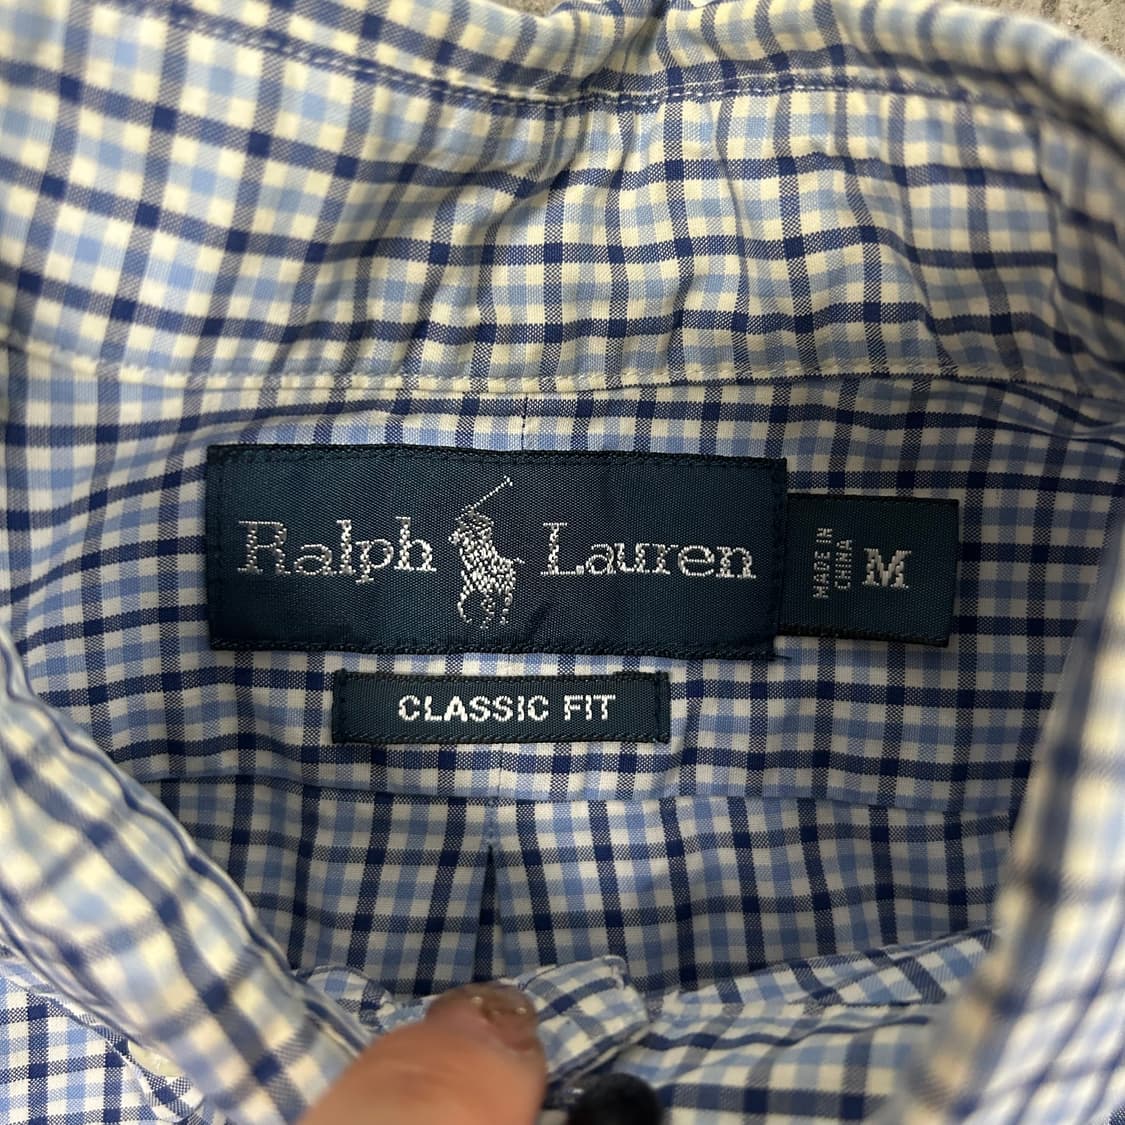 Ralph Lauren
MADE IN
CHINA
M
CLASSIC FIT